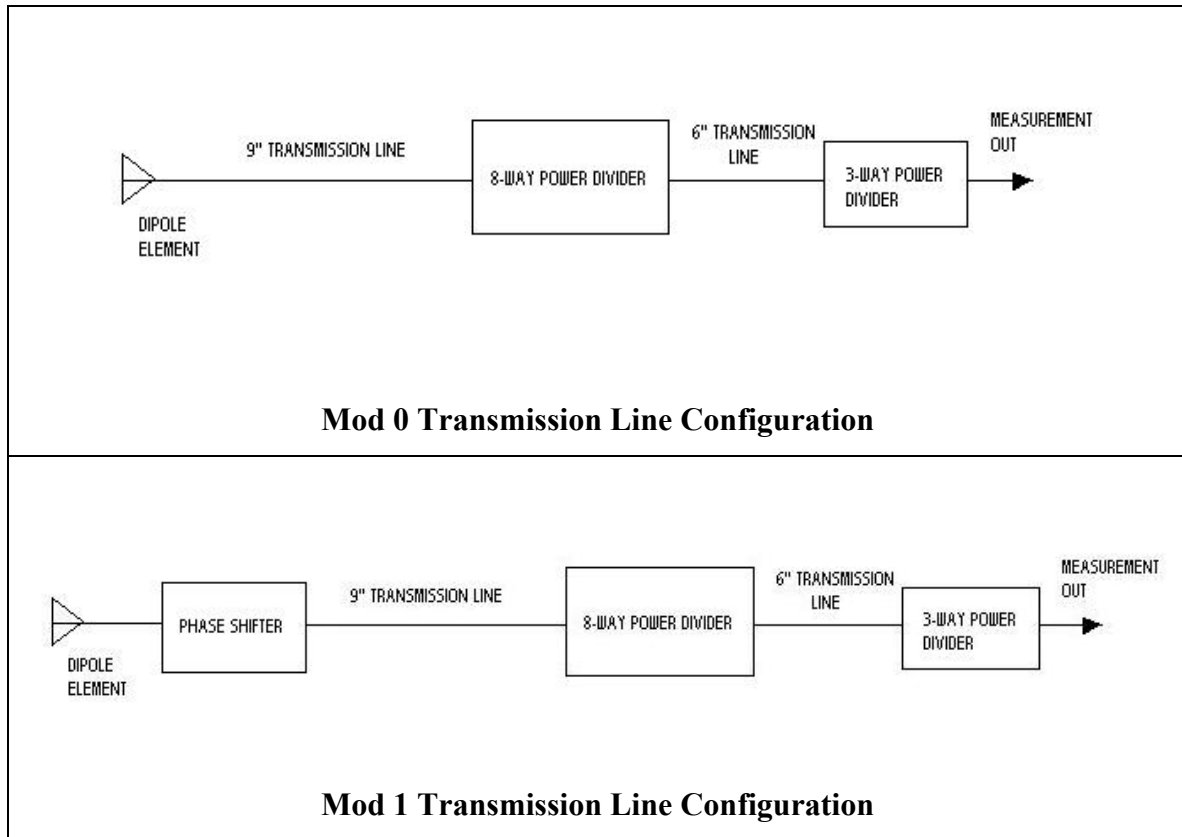 9" TRANSMISSION LINE
8-WAY POWER DIVIDER
6" TRANSMISSION
LINE
3-WAY POWER
DIVIDER
MEASUREMENT
OUT
DIPOLE
ELEMENT
Mod 0 Transmission Line Configuration
DIPOLE
ELEMENT
PHASE SHIFTER
9" TRANSMISSION LINE
8-WAY POWER DIVIDER
6" TRANSMISSION
LINE
3-WAY POWER
DIVIDER
MEASUREMENT
OUT
Mod 1 Transmission Line Configuration